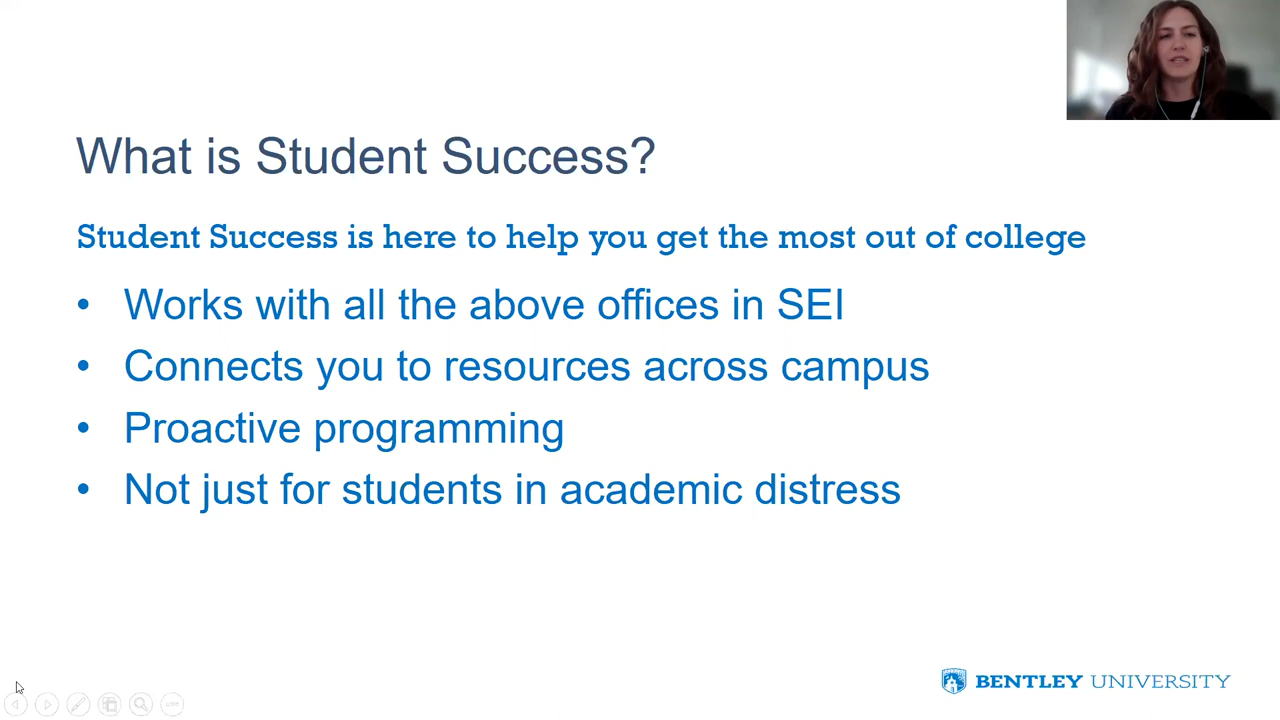 What is Student Success?
Student Success is here to help you get the most out of college
• Works with all the above offices in SEI
• Connects you to resources across campus
• Proactive programming
• Not just for students in academic distress
BENTLEY UNIVERSITY